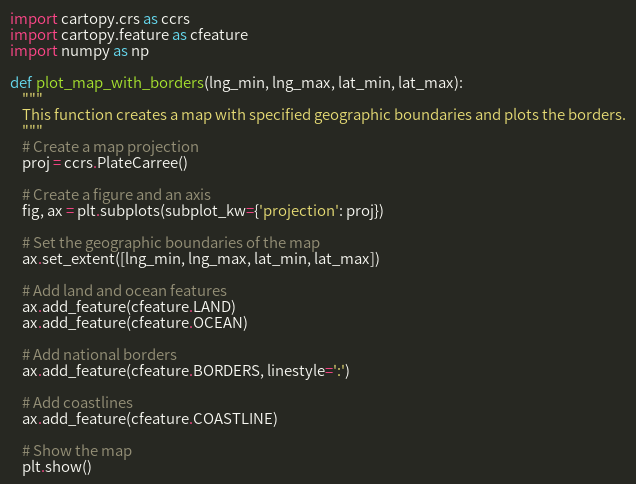 import cartopy.crs as ccrs
import cartopy.feature as cfeature
import numpy as np

def plot_map_with_borders(lng_min, lng_max, lat_min, lat_max):
    """
    This function creates a map with specified geographic boundaries and plots the borders.
    """
    # Create a map projection
    proj = ccrs.PlateCarree()

    # Create a figure and an axis
    fig, ax = plt.subplots(subplot_kw={'projection': proj})

    # Set the geographic boundaries of the map
    ax.set_extent([lng_min, lng_max, lat_min, lat_max])

    # Add land and ocean features
    ax.add_feature(cfeature.LAND)
    ax.add_feature(cfeature.OCEAN)

    # Add national borders
    ax.add_feature(cfeature.BORDERS, linestyle=':')

    # Add coastlines
    ax.add_feature(cfeature.COASTLINE)

    # Show the map
    plt.show()